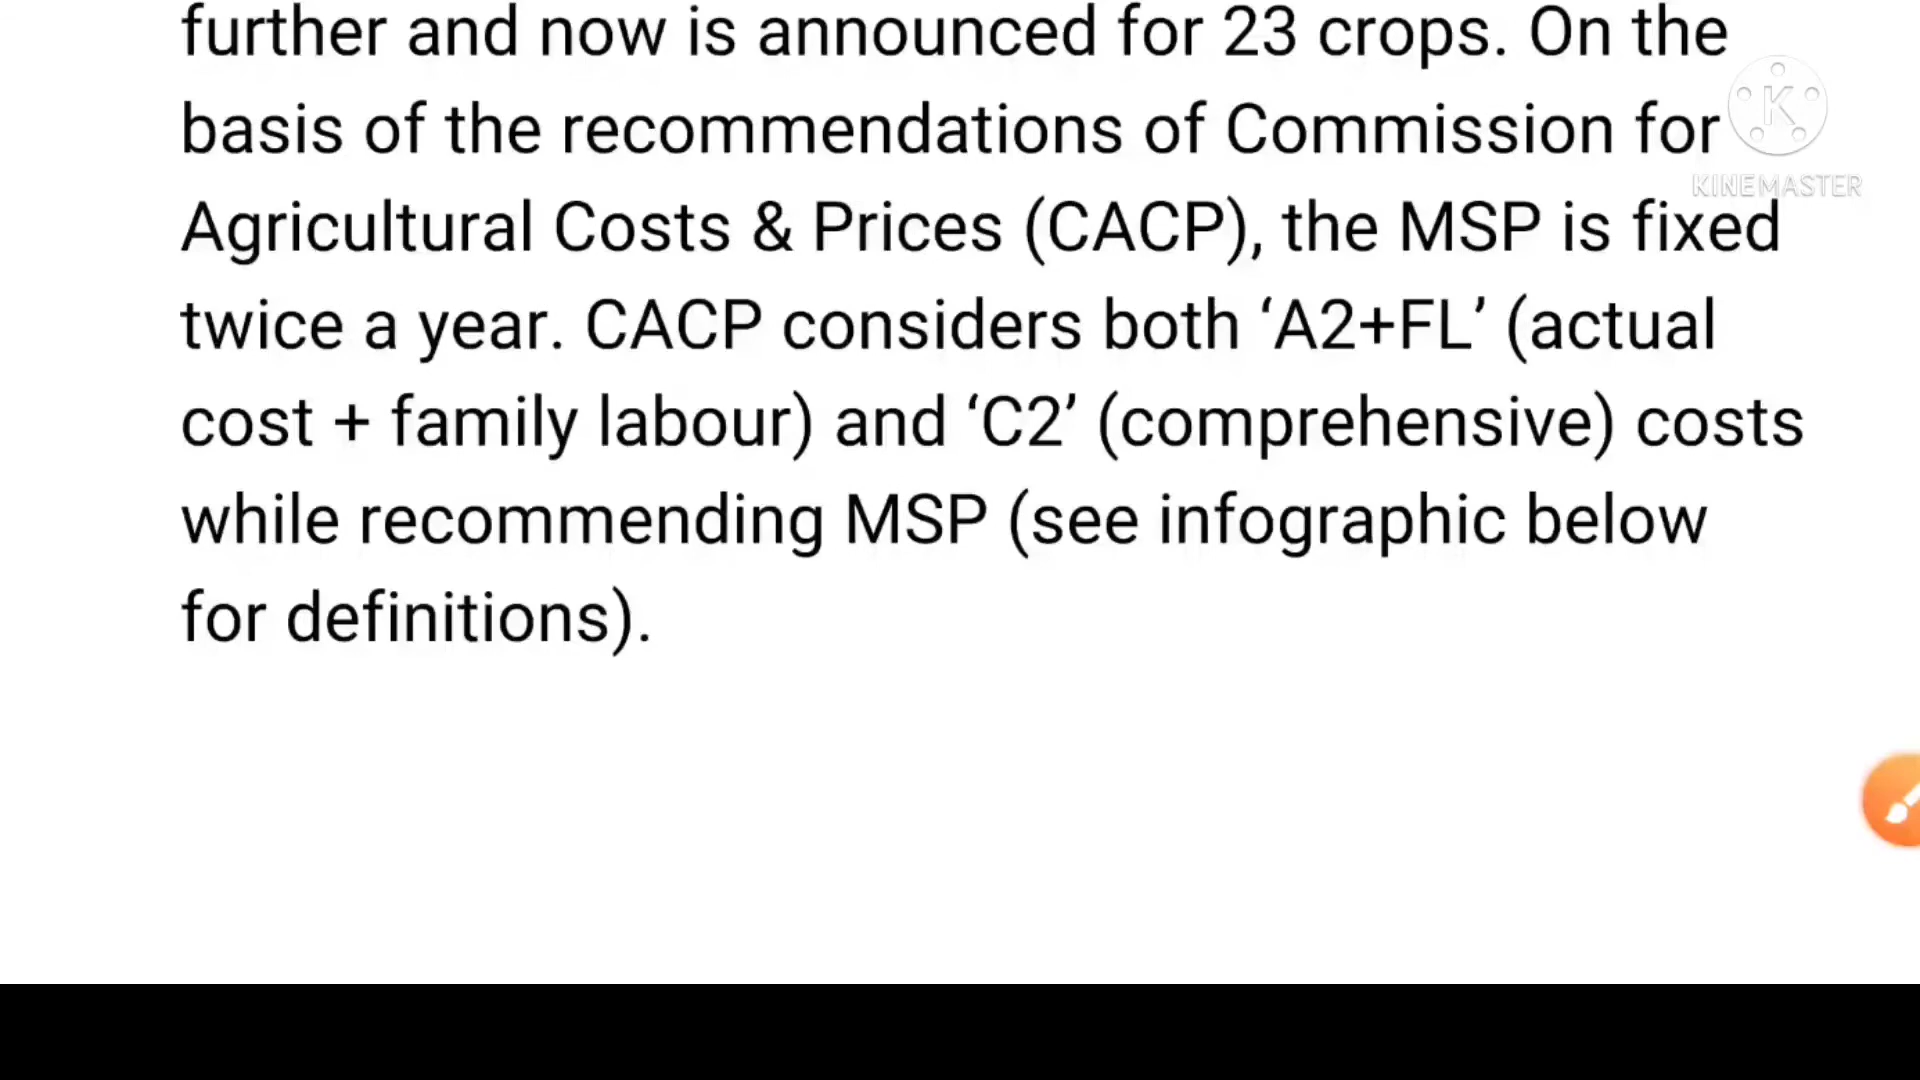 further and now is announced for 23 crops. On the
basis of the recommendations of Commission for
Agricultural Costs & Prices (CACP), the MSP is fixed
twice a year. CACP considers both ‘A2+FL’ (actual
cost + family labour) and ‘C2’ (comprehensive) costs
while recommending MSP (see infographic below
for definitions).
K
KINEMASTER